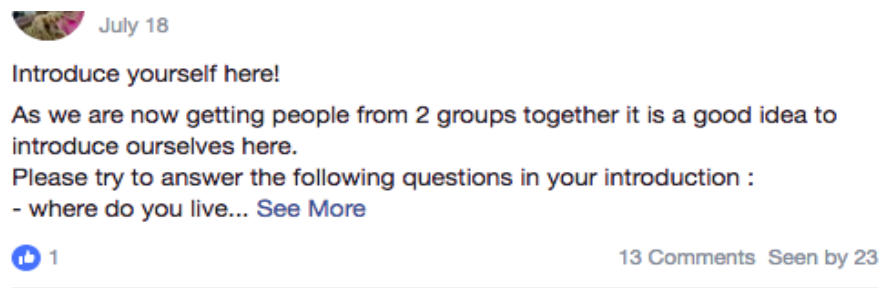 July 18
Introduce yourself here!
As we are now getting people from 2 groups together it is a good idea to
introduce ourselves here.
Please try to answer the following questions in your introduction :
- where do you live... See More
1
13 Comments Seen by 23